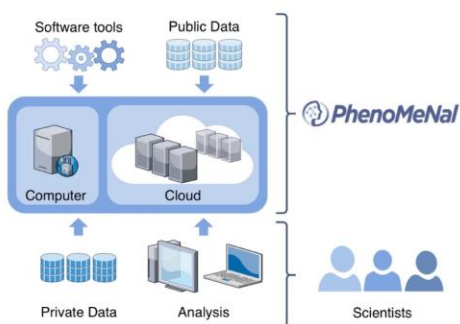 Software tools
Public Data
PhenoMeNal
Computer
Cloud
Private Data
Analysis
Scientists